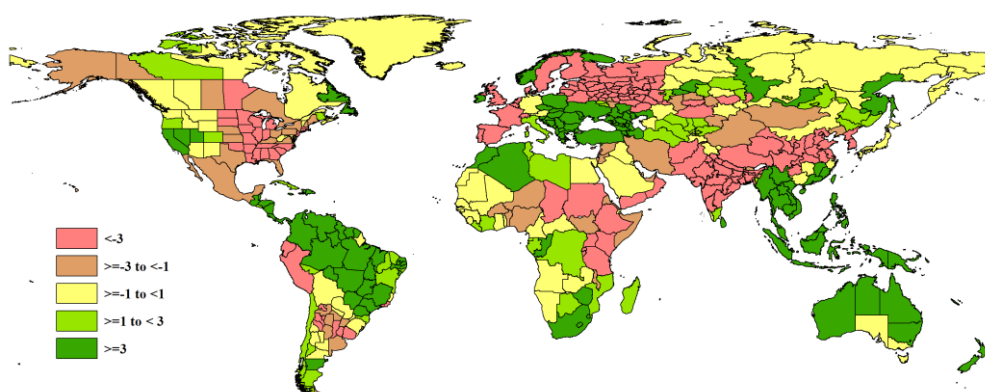 <-3
>=-3 to <-1
>=-1 to <1
>=1 to < 3
>=3